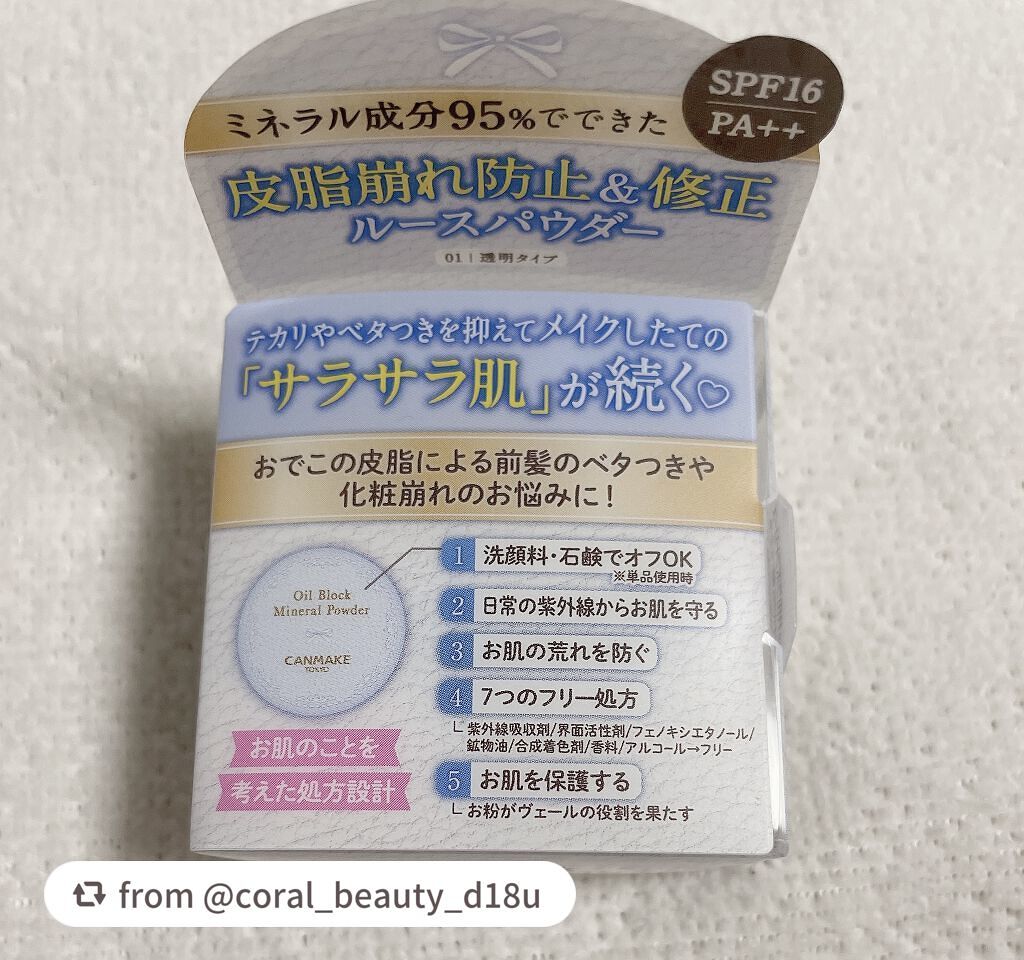 SPF16
PA++
ミネラル成分95%でできた
皮脂崩れ防止&修正
ルースパウダー
01 | 透明タイプ
テカリやベタつきを抑えてメイクしたての
「サラサラ肌」が続く♡
おでこの皮脂による前髪のベタつきや
化粧崩れのお悩みに!
Oil Block
Mineral Powder
CANMAKE
TOKYO
お肌のことを
考えた処方設計
1 洗顔料・石鹸でオフOK
※単品使用時
2 日常の紫外線からお肌を守る
3 お肌の荒れを防ぐ
4 7つのフリー処方
紫外線吸収剤/界面活性剤/フェノキシエタノール/
鉱物油/合成着色剤/香料/アルコール→フリー
5 お肌を保護する
お粉がヴェールの役割を果たす
from @coral_beauty_d18u